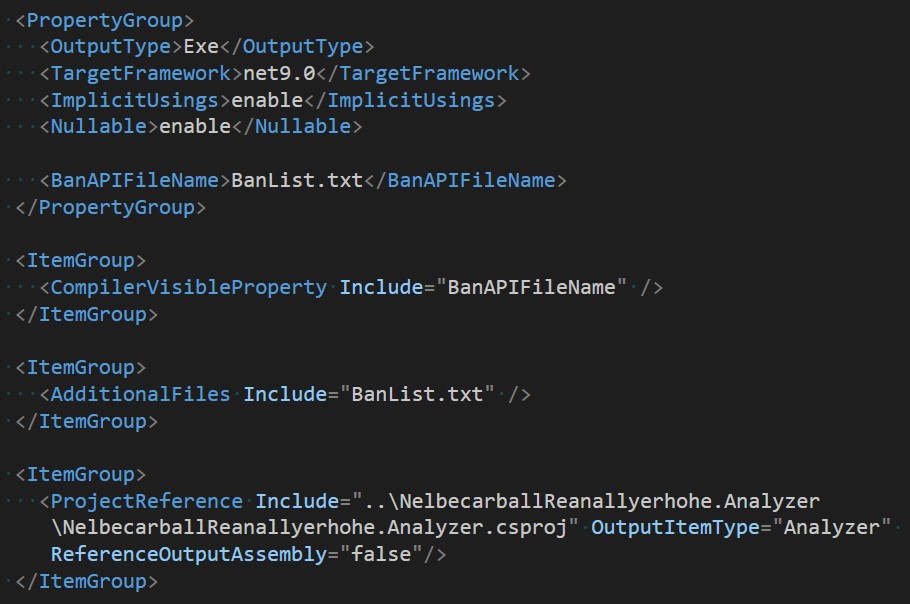 <PropertyGroup>
<OutputType>Exe</OutputType>
<TargetFramework>net9.0</TargetFramework>
<ImplicitUsings>enable</ImplicitUsings>
<Nullable>enable</Nullable>
<BanAPIFileName>BanList.txt</BanAPIFileName>
</PropertyGroup>
<ItemGroup>
<CompilerVisibleProperty Include="BanAPIFileName" />
</ItemGroup>
<ItemGroup>
<AdditionalFiles Include="BanList.txt" />
</ItemGroup>
<ItemGroup>
<ProjectReference Include="..\NelbecarballReanallyerhohe.Analyzer
\NelbecarballReanallyerhohe.Analyzer.csproj" OutputItemType="Analyzer"
ReferenceOutputAssembly="false"/>
</ItemGroup>